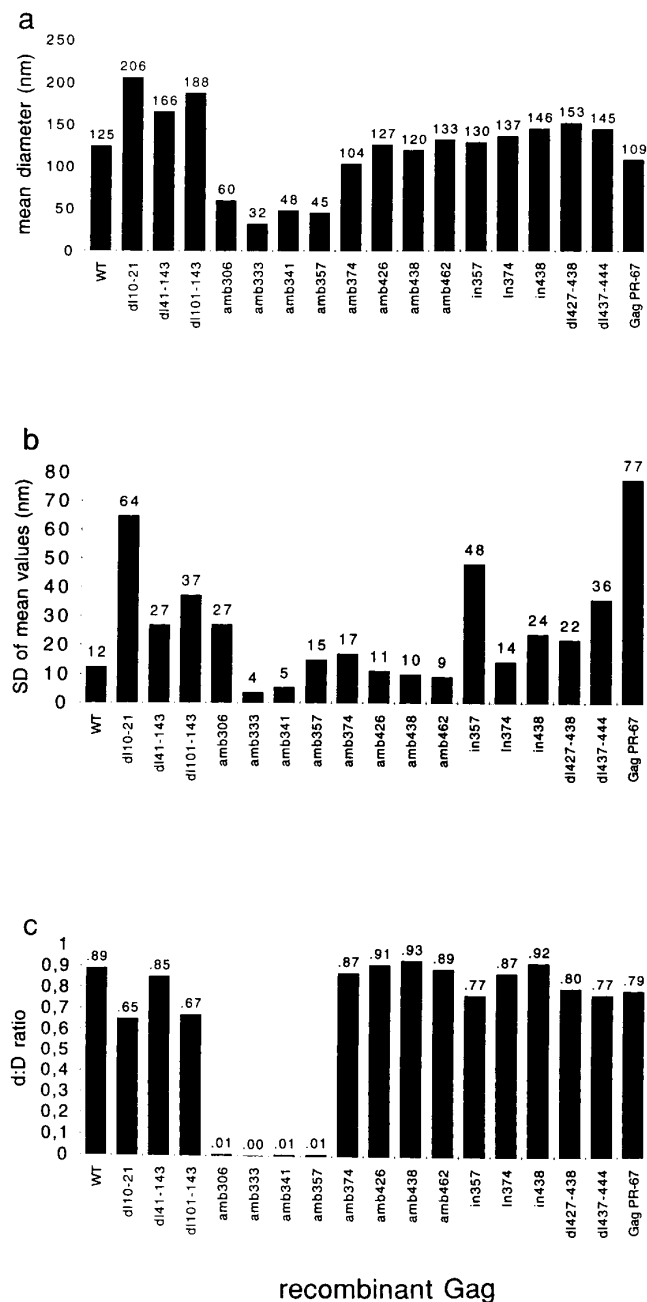 a
mean diameter (nm)
250
200
150
100
50
0
125
206
166
188
60
32
48
45
104
127
120
133
130
137
146
153
145
109
WT
dl10-21
dl41-143
dl101-143
amb306
amb333
amb341
amb357
amb374
amb426
amb438
amb462
in357
In374
in438
dl427-438
dl437-444
Gag PR-67
b
SD of mean values (nm)
80
70
60
50
40
30
20
10
0
12
64
27
37
27
4
5
15
17
11
10
9
48
14
24
22
36
77
WT
dl10-21
dl41-143
dl101-143
amb306
amb333
amb341
amb357
amb374
amb426
amb438
amb462
in357
In374
in438
dl427-438
dl437-444
Gag PR-67
c
d:D ratio
1
0,9
0,8
0,7
0,6
0,5
0,4
0,3
0,2
0,1
0
.89
.65
.85
.67
.01
.00
.01
.01
.87
.91
.93
.89
.77
.87
.92
.80
.77
.79
WT
dl10-21
dl41-143
dl101-143
amb306
amb333
amb341
amb357
amb374
amb426
amb438
amb462
in357
In374
in438
dl427-438
dl437-444
Gag PR-67
recombinant Gag